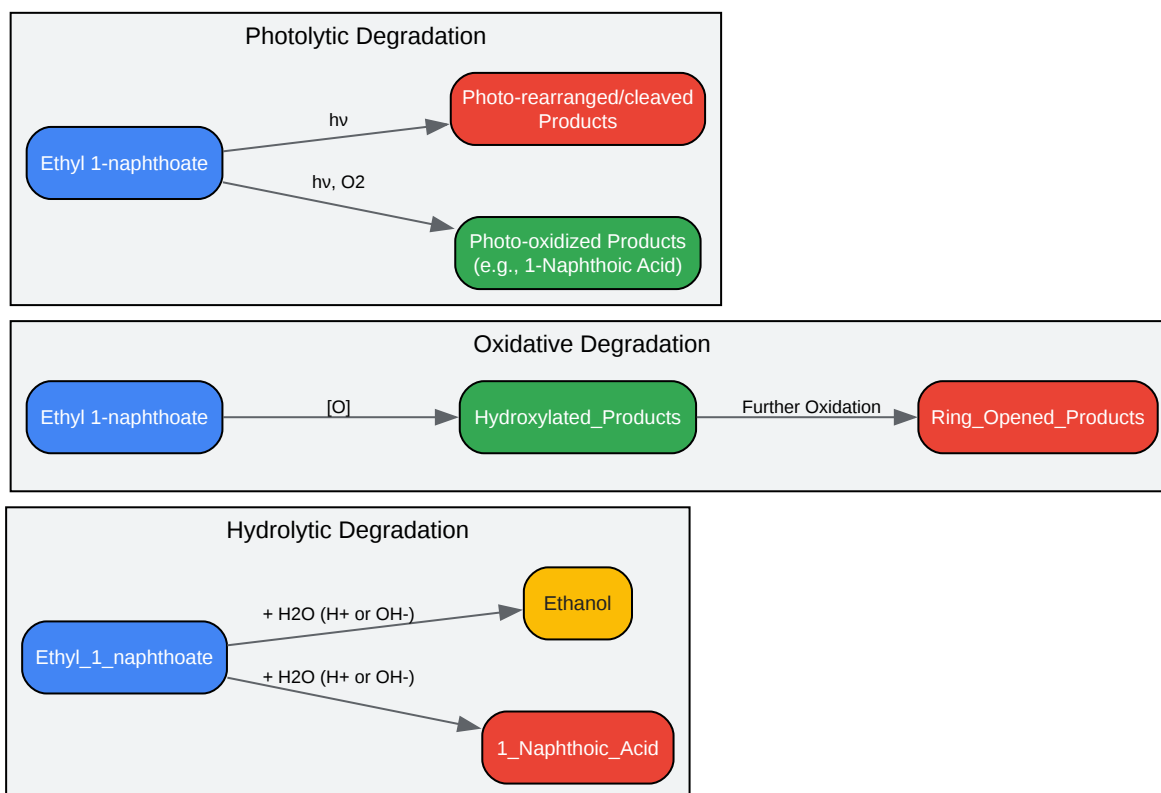 Photolytic Degradation
Ethyl 1-naphthoate
hν
Photo-rearranged/cleaved
Products
hν, O2
Photo-oxidized Products
(e.g., 1-Naphthoic Acid)
Oxidative Degradation
Ethyl 1-naphthoate
[O]
Hydroxylated_Products
Further Oxidation
Ring_Opened_Products
Hydrolytic Degradation
Ethyl_1_naphthoate
+ H2O (H+ or OH-)
Ethanol
+ H2O (H+ or OH-)
1_Naphthoic_Acid